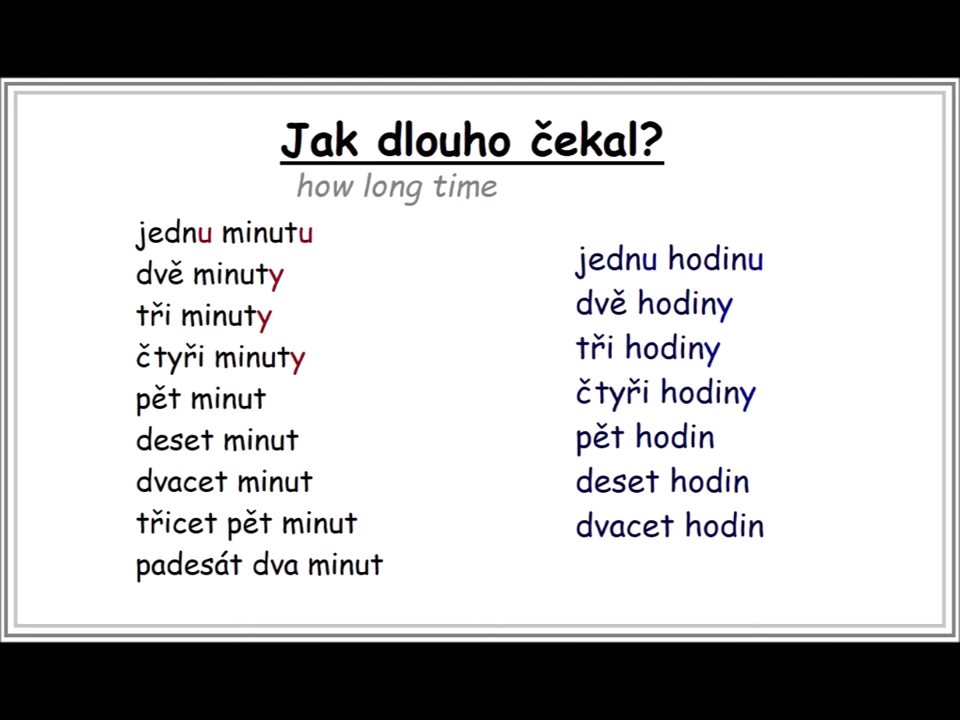 Jak dlouho čekal?
how long time
jednu minutu
dvě minuty
tři minuty
čtyři minuty
pět minut
deset minut
dvacet minut
třicet pět minut
padesát dva minut
jednu hodinu
dvě hodiny
tři hodiny
čtyři hodiny
pět hodin
deset hodin
dvacet hodin